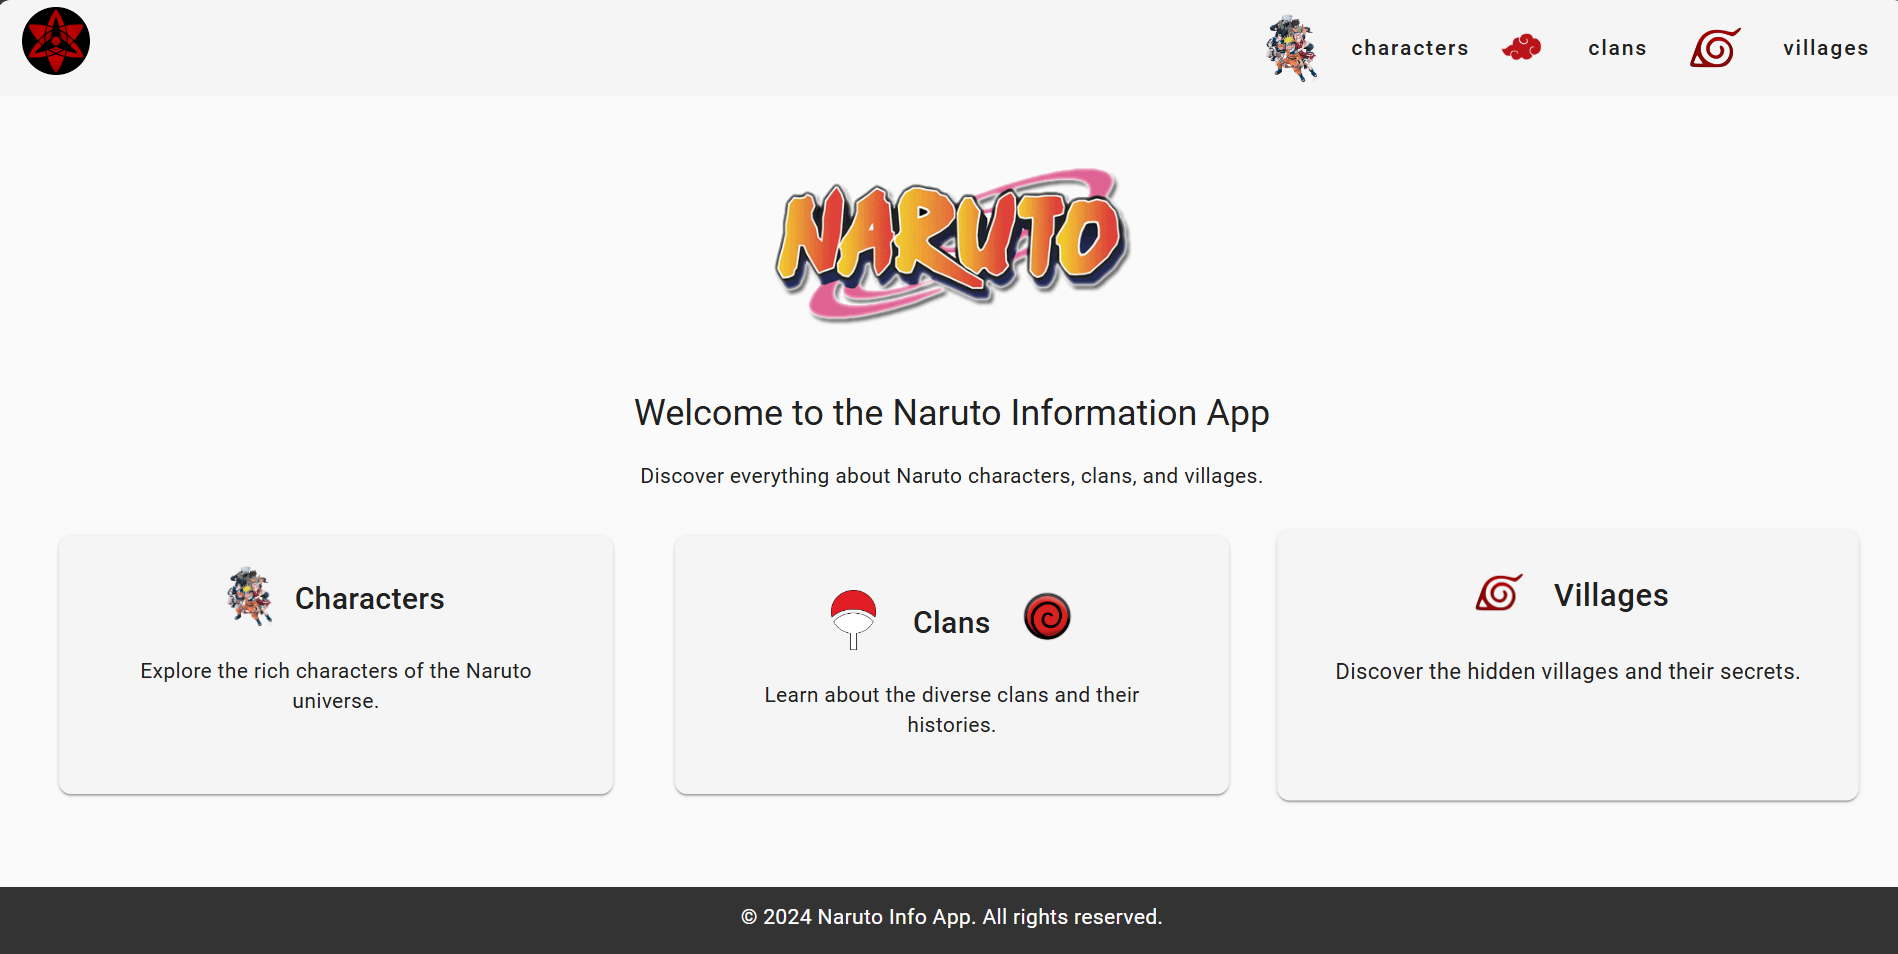 characters
clans
villages
NARUTO
Welcome to the Naruto Information App
Discover everything about Naruto characters, clans, and villages.
Characters
Explore the rich characters of the Naruto
universe.
Clans
Learn about the diverse clans and their
histories.
Villages
Discover the hidden villages and their secrets.
© 2024 Naruto Info App. All rights reserved.